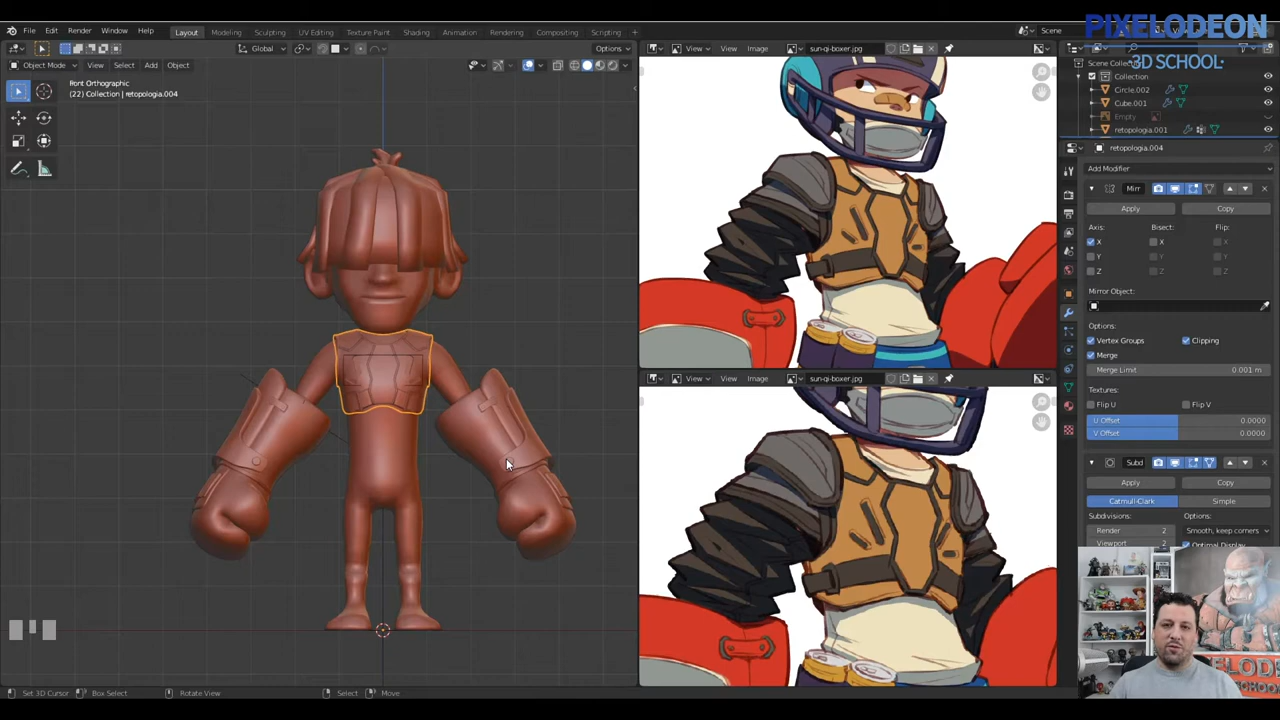 PIXELODEON
3D SCHOOL
File Edit Render Window Help
Layout Modeling Sculpting UV Editing Texture Paint Shading Animation Rendering Compositing Scripting
Scene
Global
Options
Object Mode View Select Add Object
Front Orthographic
(22) Collection | retopologia.004
View View Image sun-qi-boxer.jpg
View View Image sun-qi-boxer.jpg
Collection
Circle.002
Cube.001
Empty
retopologia.001
retopologia.004
Add Modifier
Mirr
Apply Copy
Axis: Bisect: Flip:
X X X
Y Y Y
Z Z Z
Mirror Object:
Options:
Vertex Groups Clipping
Merge
Merge Limit 0.001 m
Textures:
Flip U Flip V
U Offset 0.0000
V Offset 0.0000
Subd
Apply Copy
Catmull-Clark Simple
Subdivisions: Options:
Render 2 Smooth, keep corners
Viewport Optimal Display
Set 3D Cursor Box Select Rotate View Select Move